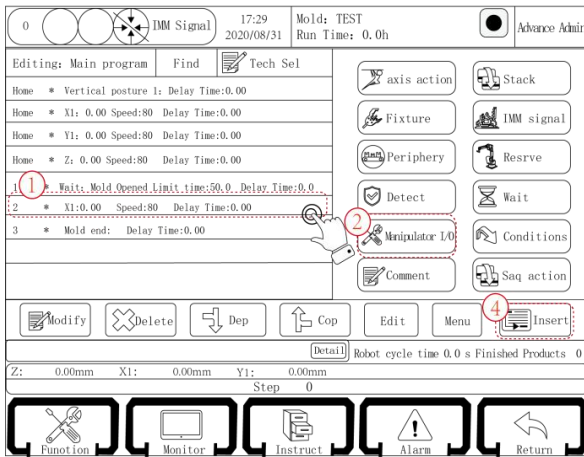 0 IMM Signal 17:29 2020/08/31 Mold: TEST Run Time: 0.0h Advance Admin
Editing: Main program Find Tech Sel
Home * Vertical posture 1: Delay Time:0.00
Home * X1: 0.00 Speed:80 Delay Time:0.00
Home * Y1: 0.00 Speed:80 Delay Time:0.00
Home * Z: 0.00 Speed:80 Delay Time:0.00
1 * Wait: Mold Opened Limit time:50.0 Delay Time:0.0
2 * X1:0.00 Speed:80 Delay Time:0.00
3 * Mold end: Delay Time:0.00
1
axis action Stack
Fixture IMM signal
Periphery Resrve
Detect Wait
2
Manipulator I/O Conditions
Comment Saq action
4
Modify Delete Dep Cop Edit Menu Insert
Detail Robot cycle time 0.0 s Finished Products 0
Z: 0.00mm X1: 0.00mm Y1: 0.00mm
Step 0
Funotion Monitor Instruct Alarm Return